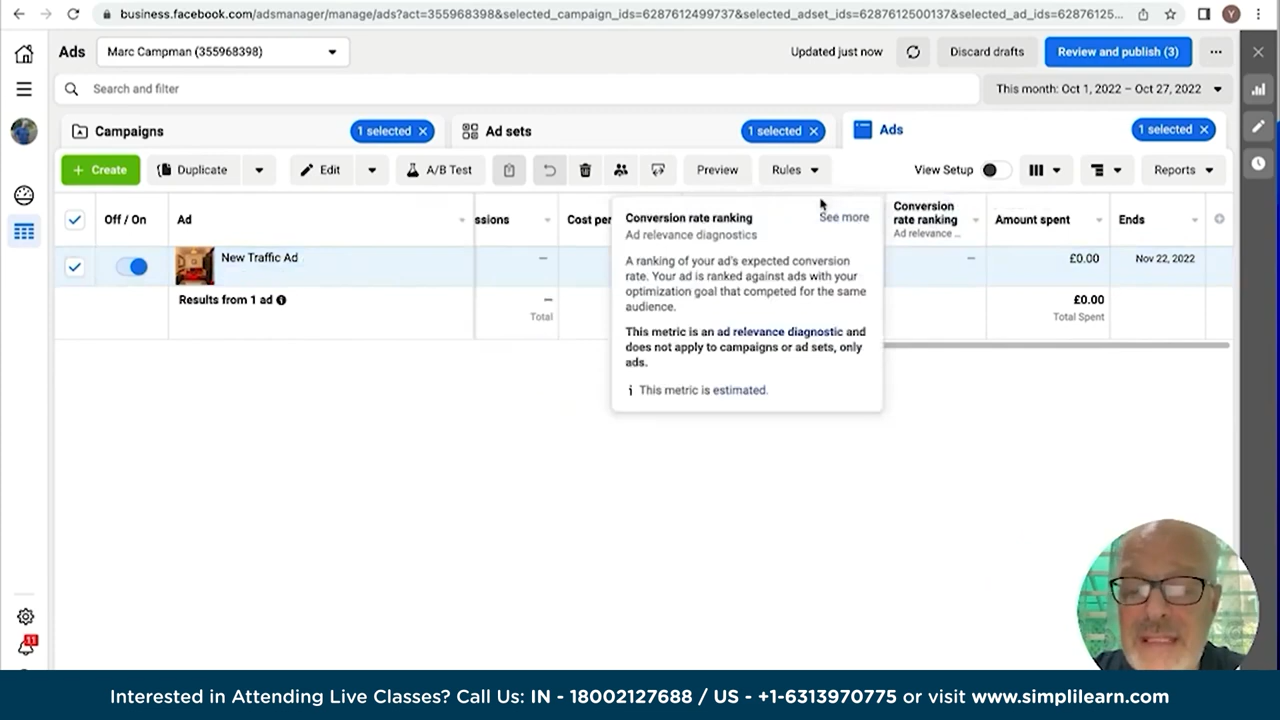 business.facebook.com/adsmanager/manage/ads?act=355968398&selected_campaign_ids=6287612499737&selected_adset_ids=6287612500137&selected_ad_ids=62876125...
Y
Ads
Marc Campman (355968398)
Updated just now
Discard drafts
Review and publish (3)
Search and filter
This month: Oct 1, 2022 – Oct 27, 2022
Campaigns
1 selected
Ad sets
1 selected
Ads
1 selected
+ Create
Duplicate
Edit
A/B Test
Preview
Rules
View Setup
Reports
Off / On
Ad
ssions
Cost per
Conversion rate ranking
See more
Ad relevance diagnostics
A ranking of your ad's expected conversion
rate. Your ad is ranked against ads with your
optimization goal that competed for the same
audience.
This metric is an ad relevance diagnostic and
does not apply to campaigns or ad sets, only
ads.
This metric is estimated.
Conversion
rate ranking
Ad relevance ...
Amount spent
Ends
New Traffic Ad
—
—
£0.00
Nov 22, 2022
Results from 1 ad
—
Total
£0.00
Total Spent
11
Interested in Attending Live Classes? Call Us: IN - 18002127688 / US - +1-6313970775 or visit www.simplilearn.com